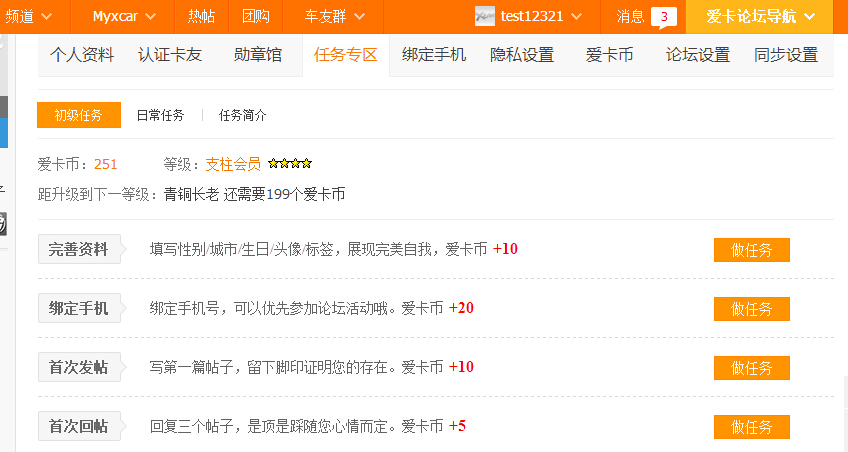 频道 Myxcar 热帖 团购 车友群 test12321 消息 3 爱卡论坛导航
个人资料 认证卡友 勋章馆 任务专区 绑定手机 隐私设置 爱卡币 论坛设置 同步设置
初级任务 日常任务 任务简介
爱卡币：251 等级：支柱会员
距升级到下一等级：青铜长老 还需要199个爱卡币
完善资料 填写性别/城市/生日/头像/标签，展现完美自我，爱卡币 +10 做任务
绑定手机 绑定手机号，可以优先参加论坛活动哦。爱卡币 +20 做任务
首次发帖 写第一篇帖子，留下脚印证明您的存在。爱卡币 +10 做任务
首次回帖 回复三个帖子，是顶是踩随您心情而定。爱卡币 +5 做任务